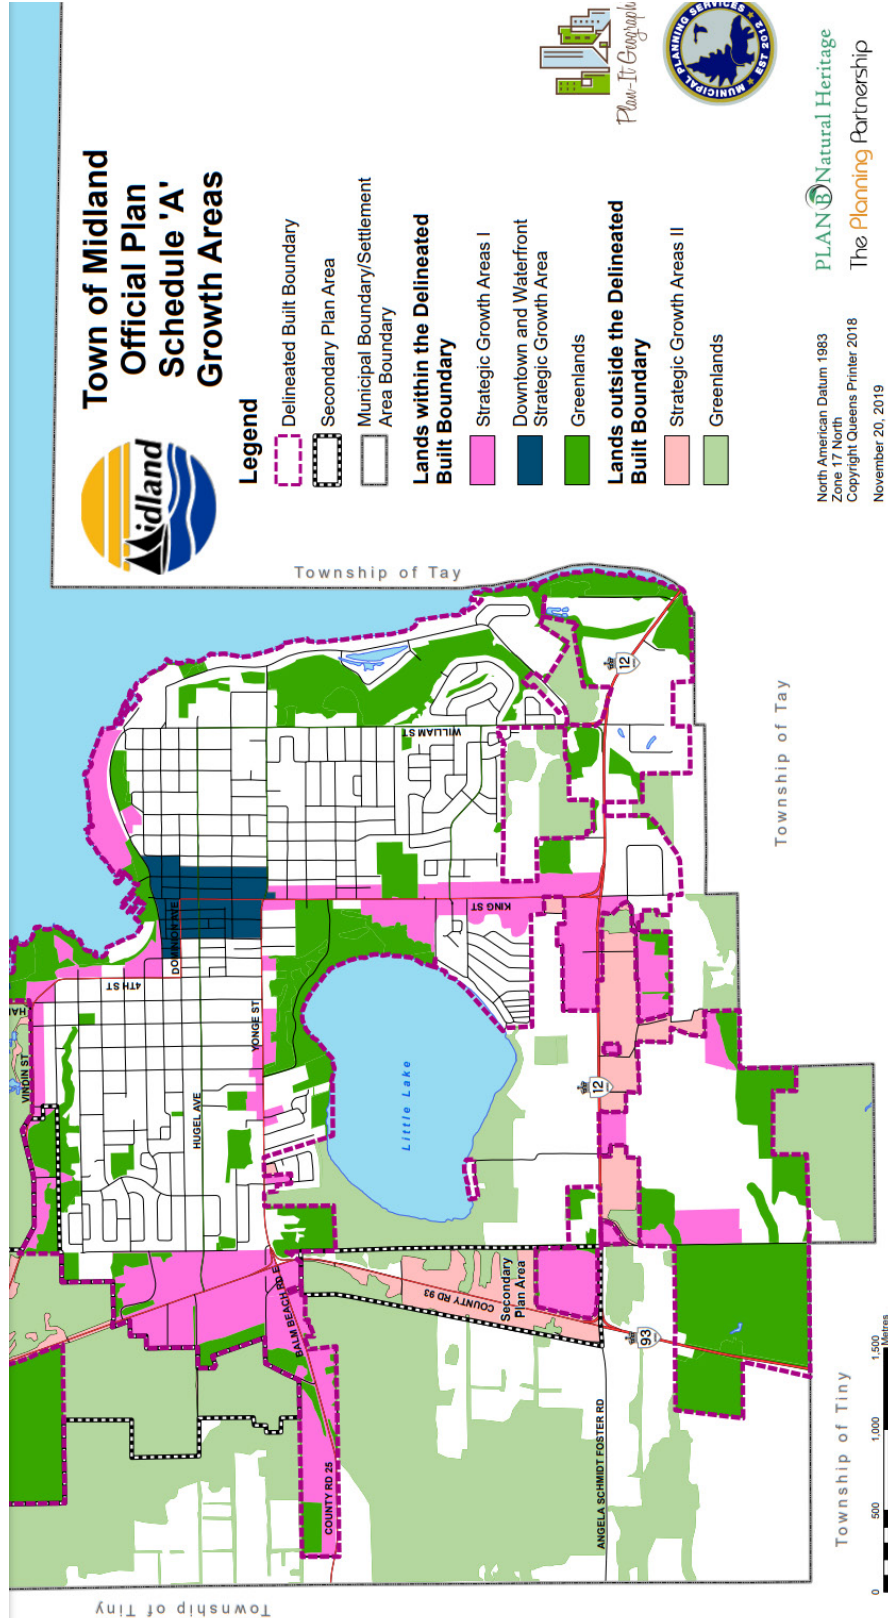 Town of Midland
Official Plan
Schedule 'A'
Growth Areas
Midland
Legend
Delineated Built Boundary
Secondary Plan Area
Municipal Boundary/Settlement
Area Boundary
Lands within the Delineated
Built Boundary
Strategic Growth Areas I
Downtown and Waterfront
Strategic Growth Area
Greenlands
Lands outside the Delineated
Built Boundary
Strategic Growth Areas II
Greenlands
Plan-It Geograph
MUNICIPAL PLANNING SERVICES
EST 2012
PLAN B Natural Heritage
The Planning Partnership
North American Datum 1983
Zone 17 North
Copyright Queens Printer 2018
November 20, 2019
Township of Tay
Township of Tay
Township of Tiny
Township of Tiny
WILLIAM ST
KING ST
DOMINION AVE
4TH ST
YONGE ST
HUGEL AVE
VINDIN ST
Little Lake
12
12
93
BALM BEACH RD E
COUNTY RD 93
Secondary
Plan Area
COUNTY RD 25
ANGELA SCHMIDT FOSTER RD
0 500 1,000 1,500
Metres